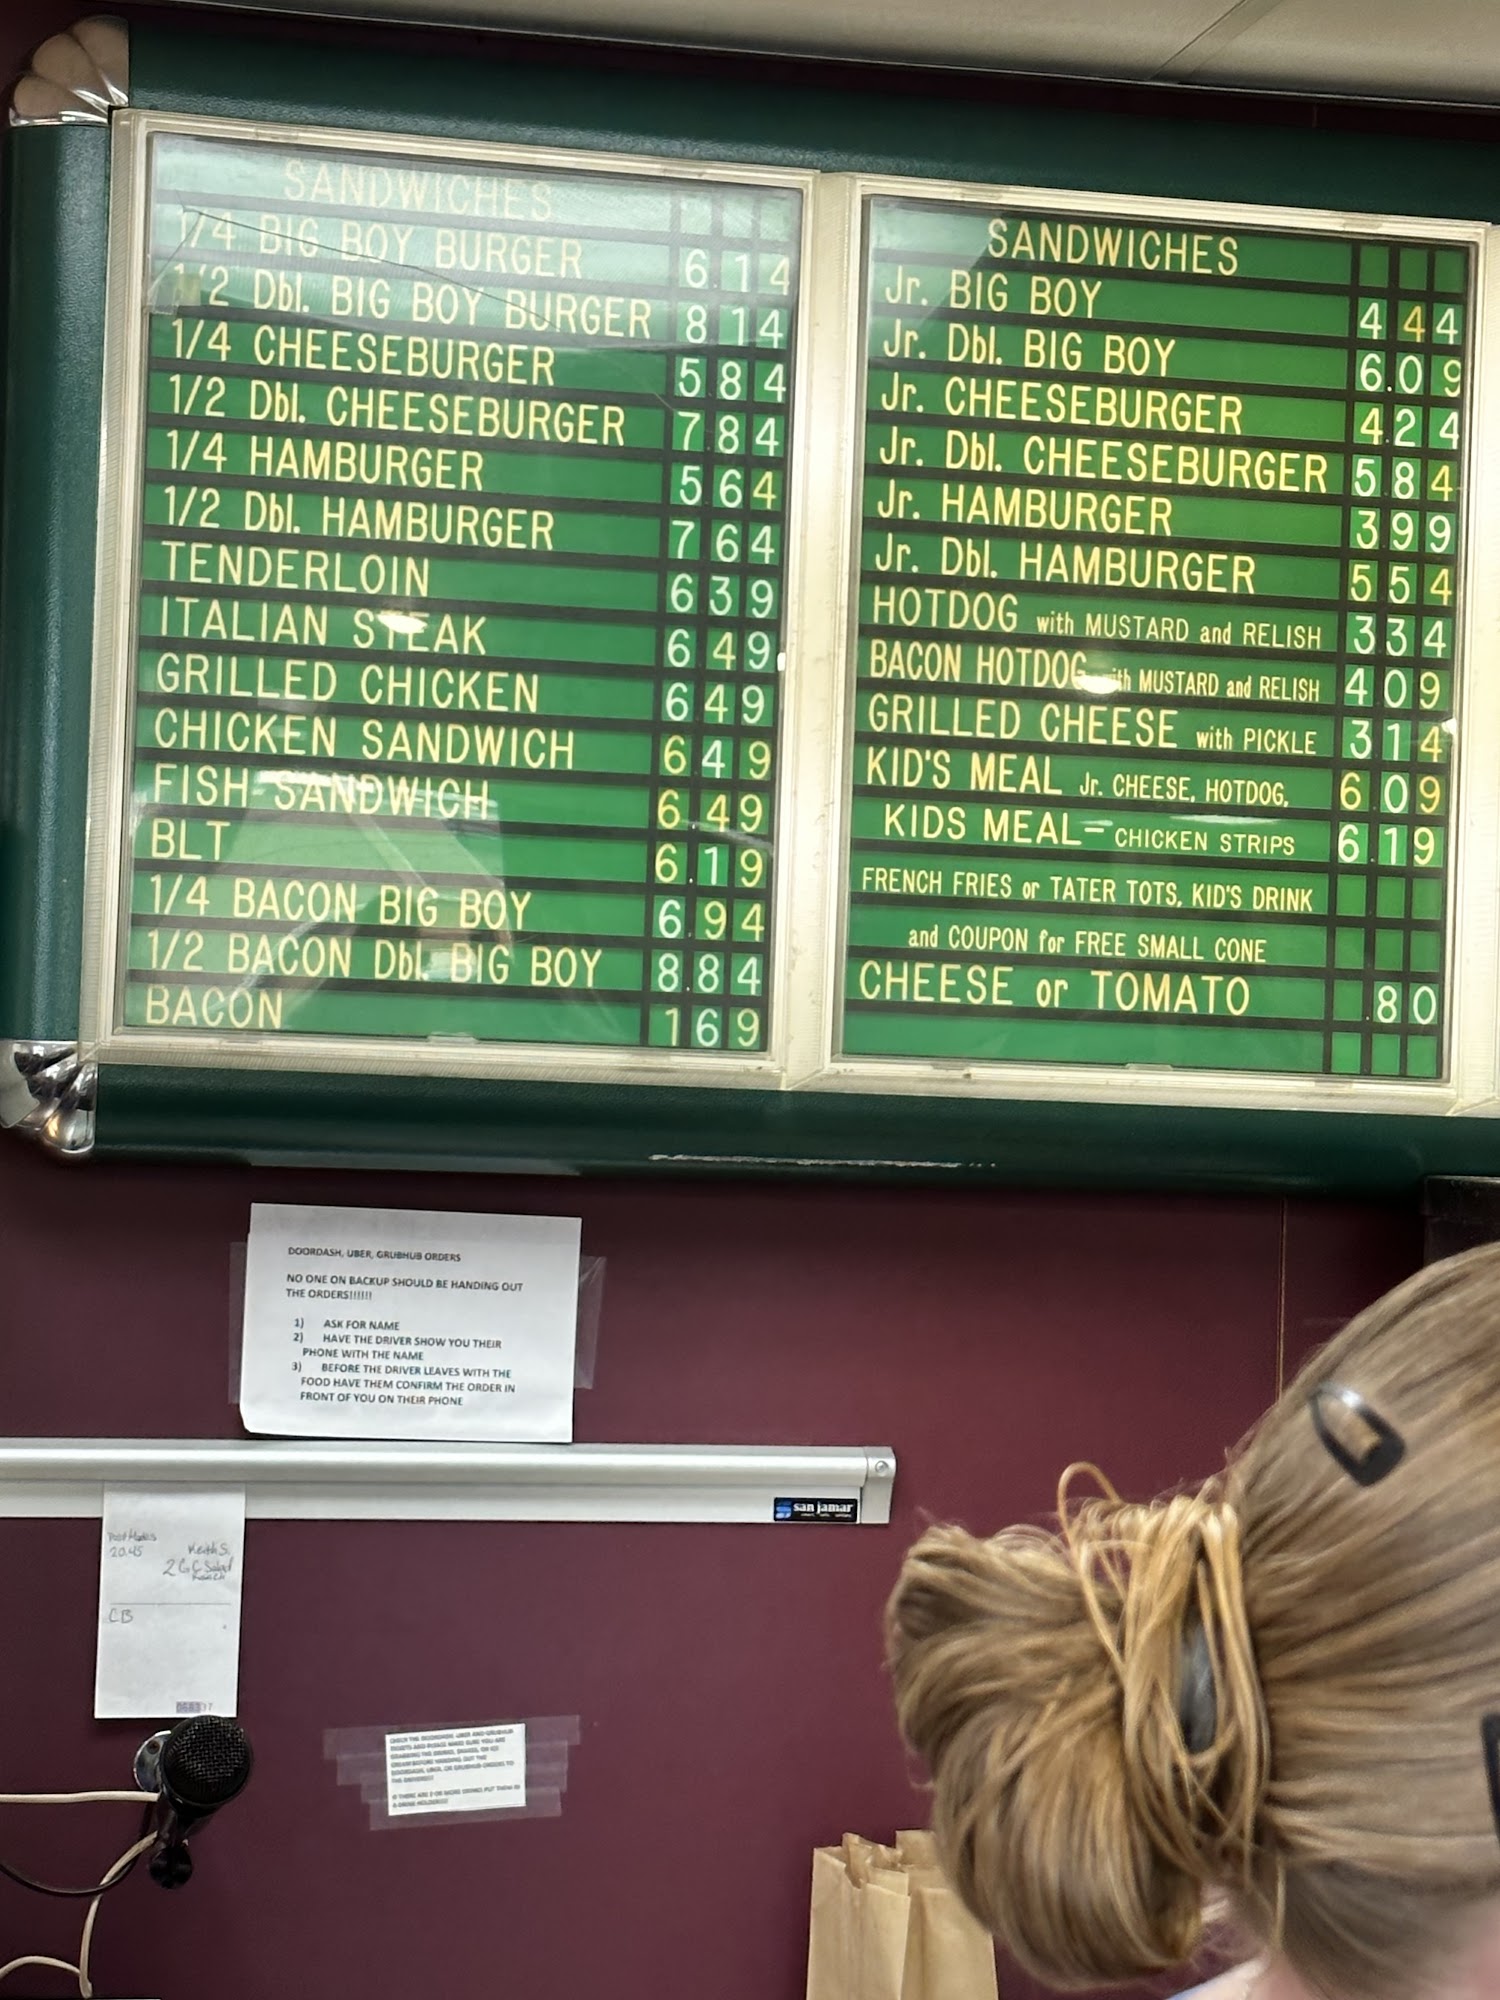 SANDWICHES
1/4 BIG BOY BURGER 6.14
1/2 Dbl. BIG BOY BURGER 8 14
1/4 CHEESEBURGER 5 84
1/2 Dbl. CHEESEBURGER 7 84
1/4 HAMBURGER 5 64
1/2 Dbl. HAMBURGER 7 64
TENDERLOIN 6 39
ITALIAN STEAK 6 49
GRILLED CHICKEN 6 49
CHICKEN SANDWICH 6 49
FISH SANDWICH 6.49
BLT 6.19
1/4 BACON BIG BOY 6.94
1/2 BACON Dbl. BIG BOY 8.84
BACON 1 69
SANDWICHES
Jr. BIG BOY 4 44
Jr. Dbl. BIG BOY 6.09
Jr. CHEESEBURGER 4.24
Jr. Dbl. CHEESEBURGER 5.84
Jr. HAMBURGER 3.99
Jr. Dbl. HAMBURGER 5 54
HOTDOG with MUSTARD and RELISH 3 34
BACON HOTDOG with MUSTARD and RELISH 4 09
GRILLED CHEESE with PICKLE 3 14
KID'S MEAL Jr. CHEESE, HOTDOG, 6 09
KIDS MEAL- CHICKEN STRIPS 6.19
FRENCH FRIES or TATER TOTS, KID'S DRINK
and COUPON for FREE SMALL CONE
CHEESE or TOMATO .80
DOORDASH, UBER, GRUBHUB ORDERS
NO ONE ON BACKUP SHOULD BE HANDING OUT
THE ORDERS!!!!!!
1) ASK FOR NAME
2) HAVE THE DRIVER SHOW YOU THEIR
PHONE WITH THE NAME
3) BEFORE THE DRIVER LEAVES WITH THE
FOOD HAVE THEM CONFIRM THE ORDER IN
FRONT OF YOU ON THEIR PHONE
san jamar
20.45 Keith S.
2 GC Salad
CB